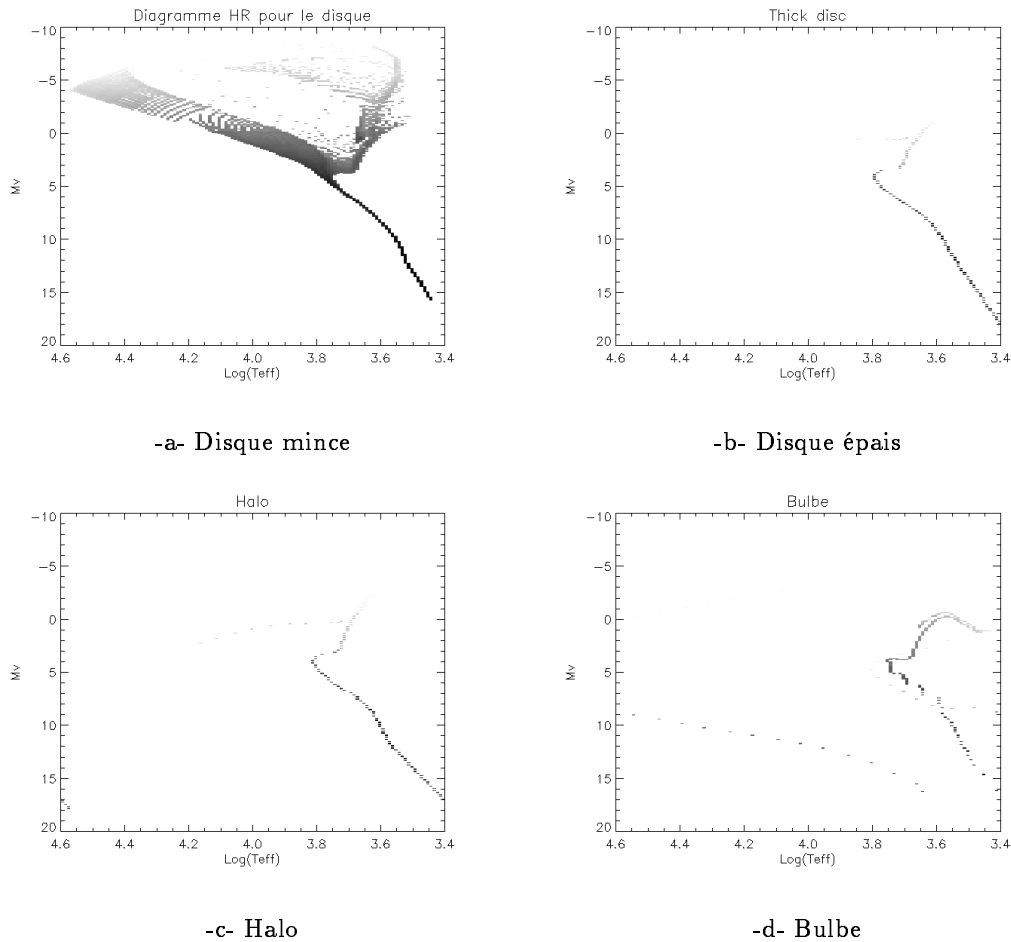 Diagramme HR pour le disque
-10
-5
0
5
10
15
20
Mv
4.6 4.4 4.2 4.0 3.8 3.6 3.4
Log(Teff)
-a- Disque mince
Thick disc
-10
-5
0
5
10
15
20
Mv
4.6 4.4 4.2 4.0 3.8 3.6 3.4
Log(Teff)
-b- Disque épais
Halo
-10
-5
0
5
10
15
20
Mv
4.6 4.4 4.2 4.0 3.8 3.6 3.4
Log(Teff)
-c- Halo
Bulbe
-10
-5
0
5
10
15
20
Mv
4.6 4.4 4.2 4.0 3.8 3.6 3.4
Log(Teff)
-d- Bulbe